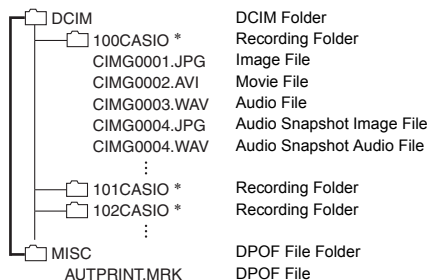 DCIM DCIM Folder
100CASIO * Recording Folder
CIMG0001.JPG Image File
CIMG0002.AVI Movie File
CIMG0003.WAV Audio File
CIMG0004.JPG Audio Snapshot Image File
CIMG0004.WAV Audio Snapshot Audio File
101CASIO * Recording Folder
102CASIO * Recording Folder
MISC DPOF File Folder
AUTPRINT.MRK DPOF File